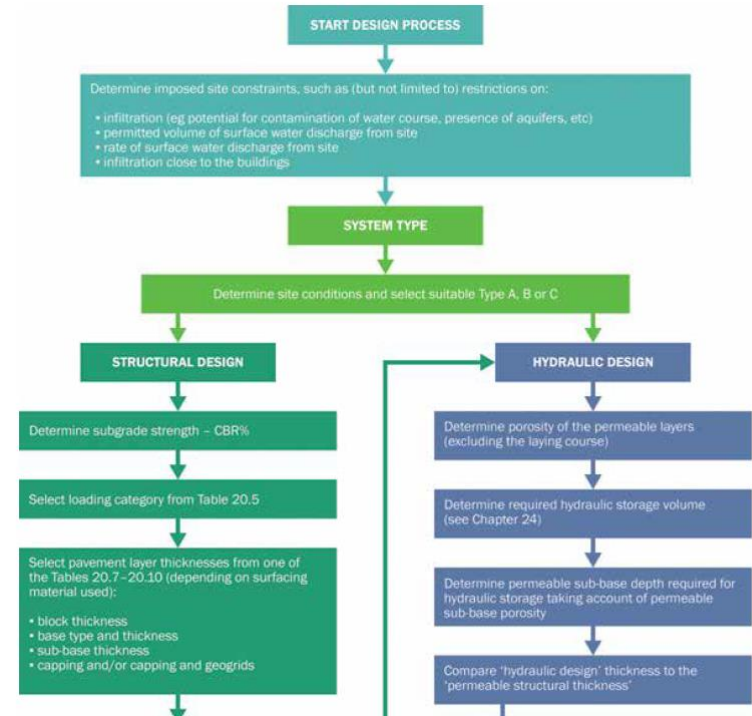 START DESIGN PROCESS
Determine imposed site constraints, such as (but not limited to) restrictions on:
• infiltration (eg potential for contamination of water course, presence of aquifers, etc)
• permitted volume of surface water discharge from site
• rate of surface water discharge from site
• infiltration close to the buildings
SYSTEM TYPE
Determine site conditions and select suitable Type A, B or C
STRUCTURAL DESIGN
Determine subgrade strength – CBR%
Select loading category from Table 20.5
Select pavement layer thicknesses from one
of the Tables 20.7–20.10 (depending on surfacing
material used):
• block thickness
• base type and thickness
• sub-base thickness
• capping and/or capping and geogrids
HYDRAULIC DESIGN
Determine porosity of the permeable layers
(excluding the laying course)
Determine required hydraulic storage volume
(see Chapter 24)
Determine permeable sub-base depth required for
hydraulic storage taking account of permeable
sub-base porosity
Compare ‘hydraulic design’ thickness to the
‘permeable structural thickness’